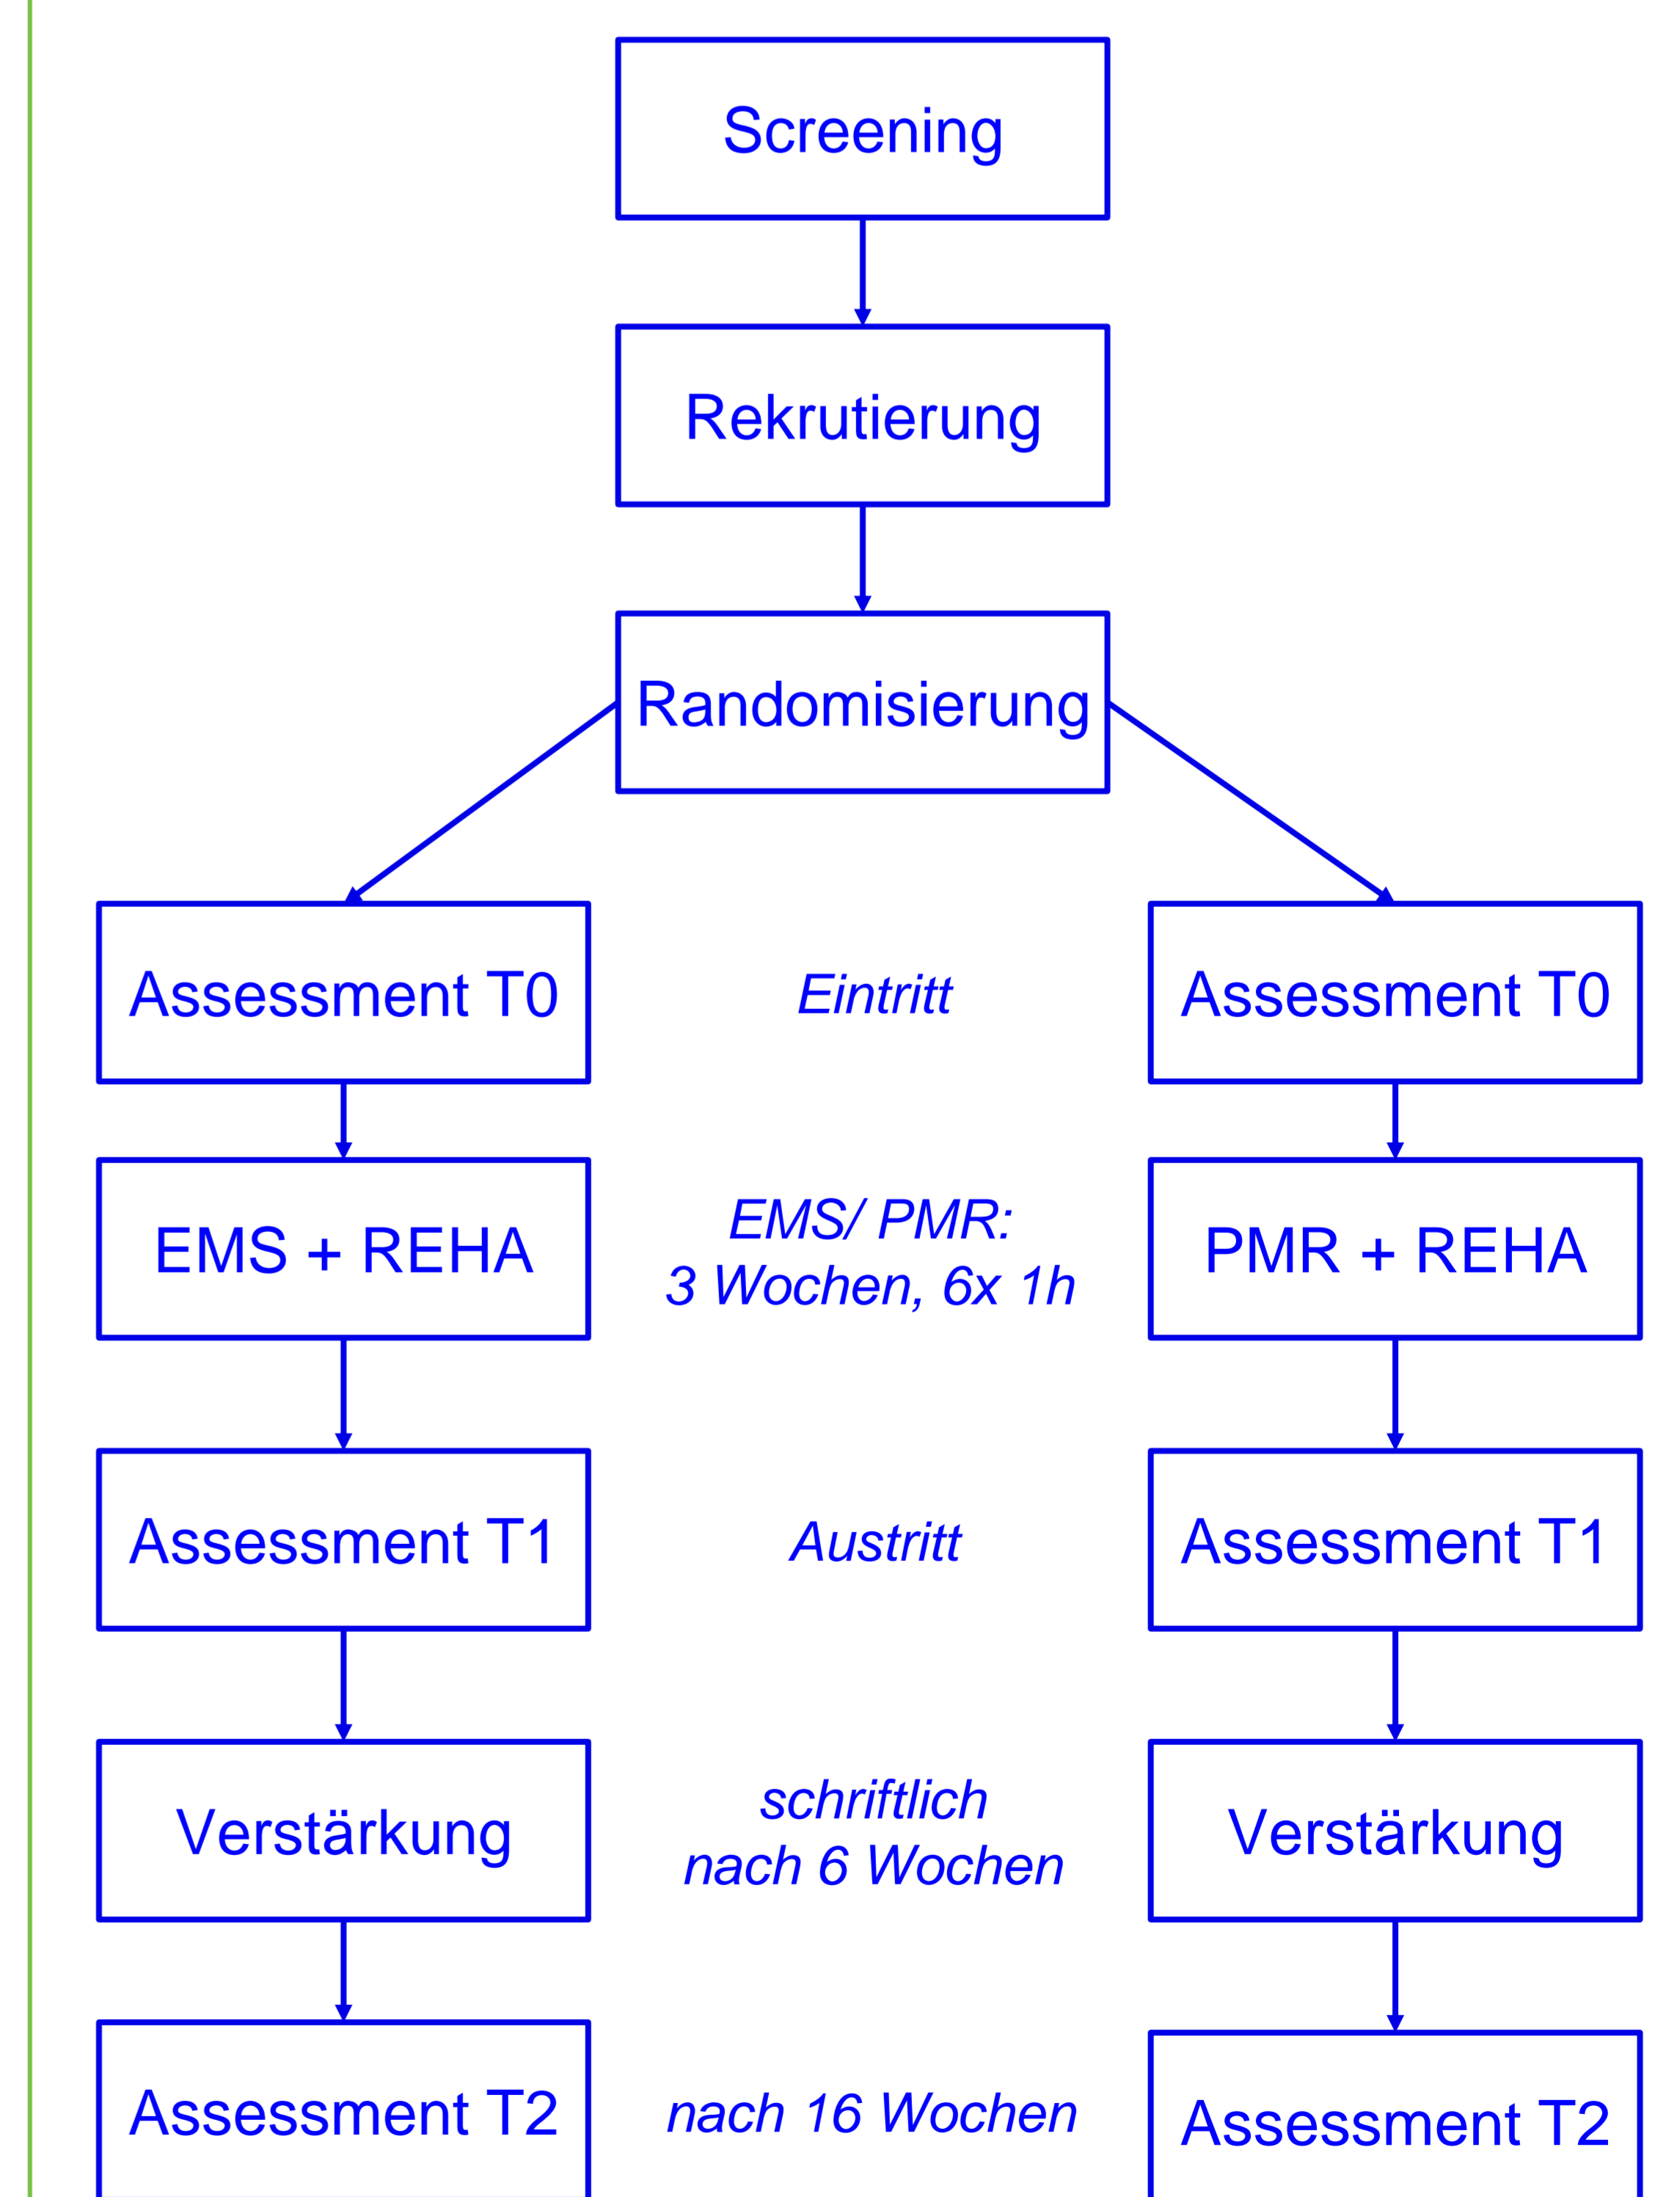 Screening
Rekrutierung
Randomisierung
Assessment T0
Eintritt
Assessment T0
EMS + REHA
EMS/ PMR:
3 Wochen, 6x 1h
PMR + REHA
Assessment T1
Austritt
Assessment T1
Verstärkung
schriftlich
nach 6 Wochen
Verstärkung
Assessment T2
nach 16 Wochen
Assessment T2